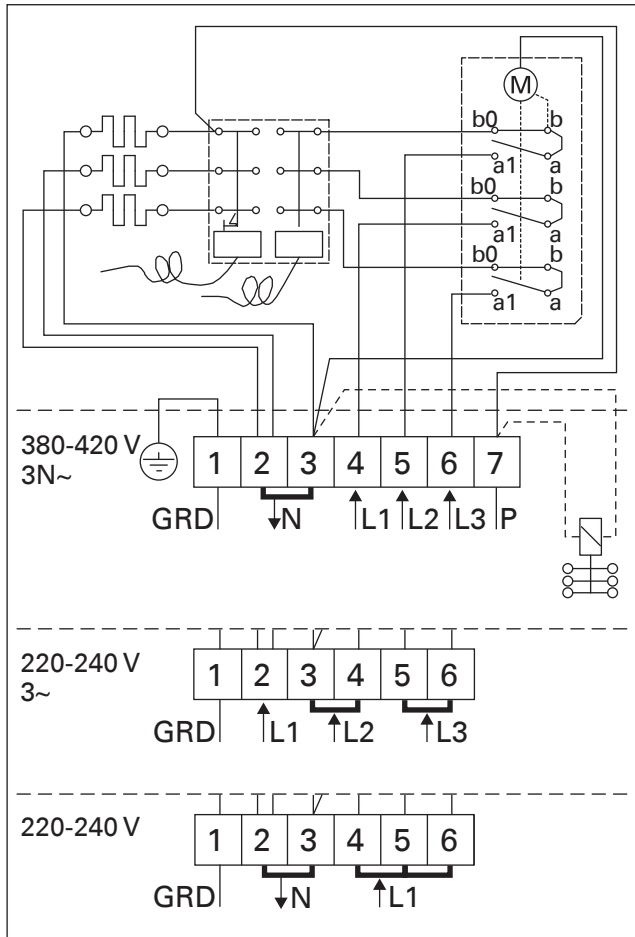 M
b0 b
a1 a
b0 b
a1 a
b0 b
a1 a
380-420 V
3N~
1 2 3 4 5 6 7
GRD N L1 L2 L3 P
220-240 V
3~
1 2 3 4 5 6
GRD L1 L2 L3
220-240 V
1 2 3 4 5 6
GRD N L1